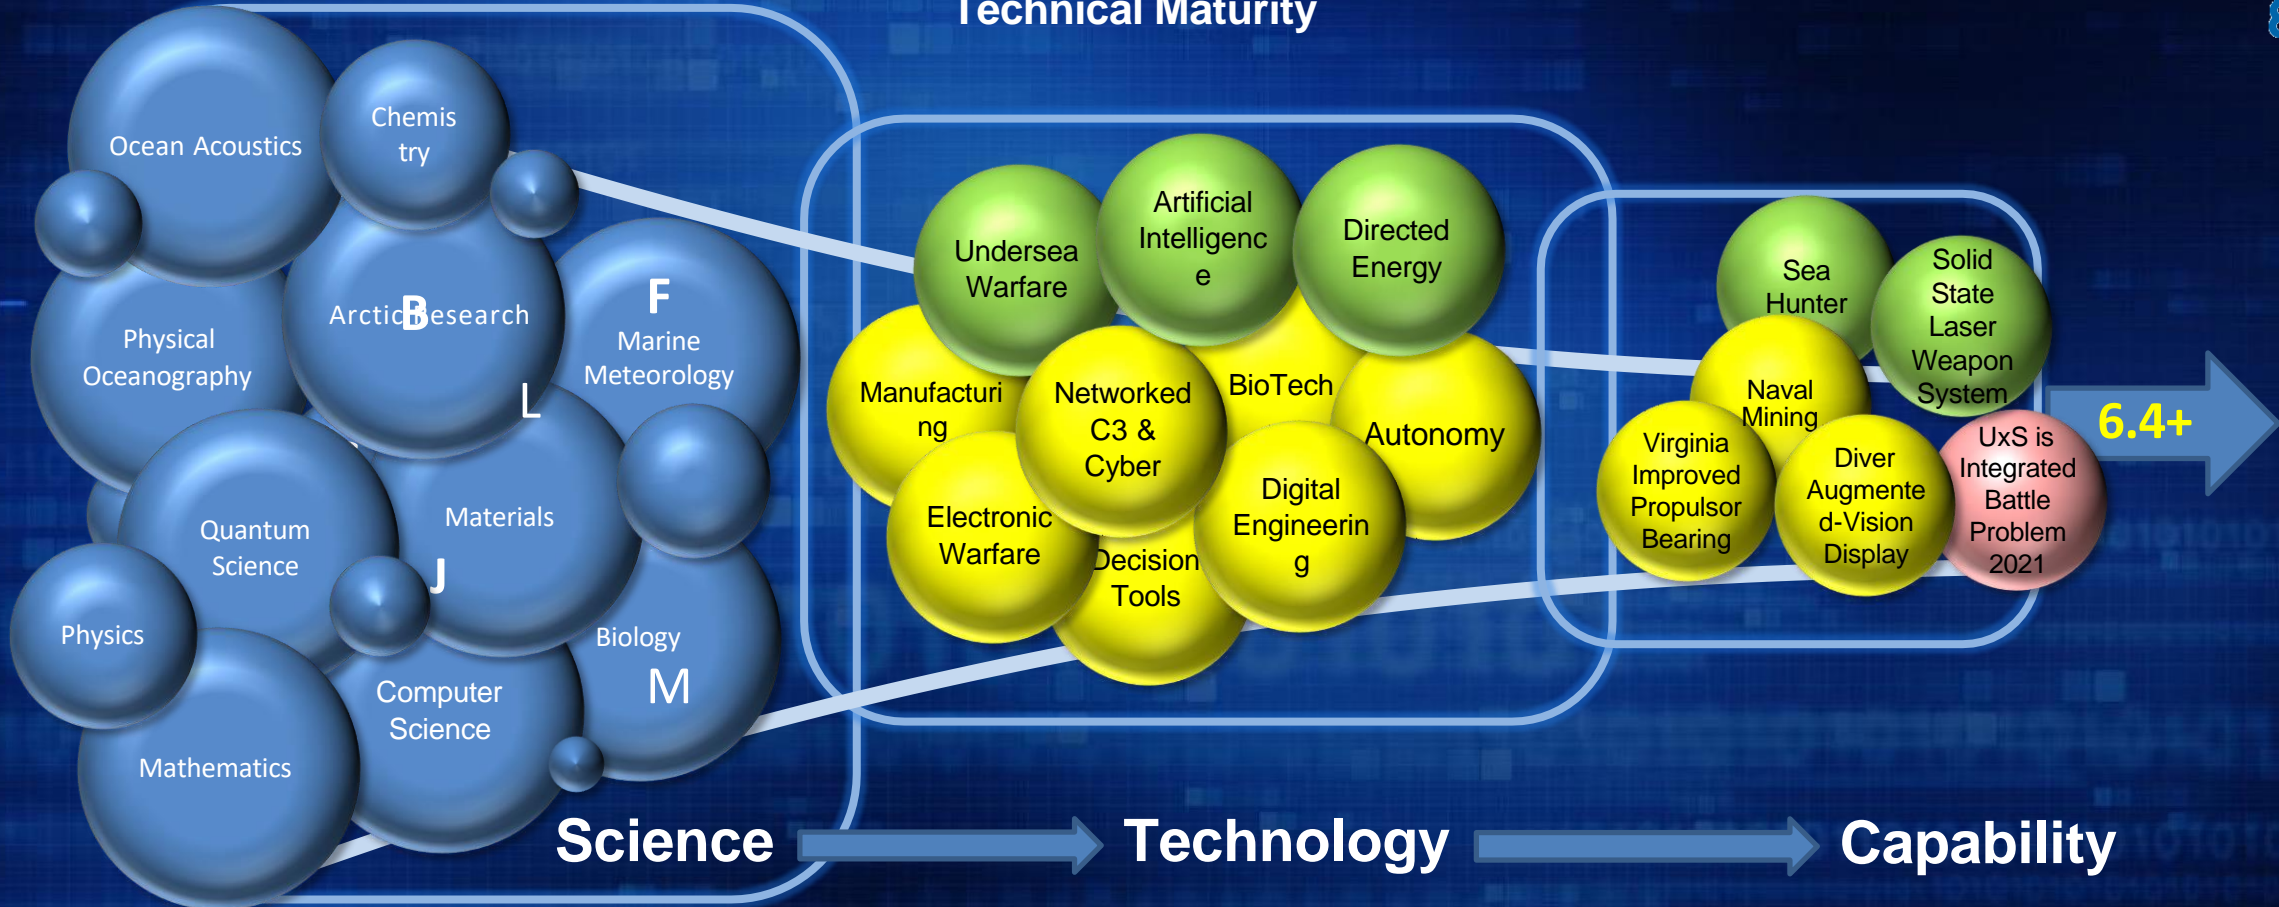 Technical Maturity
Ocean Acoustics
Chemis
try
Arctic Research
B
F
Marine
Meteorology
Physical
Oceanography
L
Materials
Quantum
Science
J
Physics
Biology
M
Computer
Science
Mathematics
Undersea
Warfare
Artificial
Intelligenc
e
Directed
Energy
Manufacturi
ng
Networked
C3 &
Cyber
BioTech
Autonomy
Electronic
Warfare
Decision
Tools
Digital
Engineerin
g
Sea
Hunter
Solid
State
Laser
Weapon
System
Naval
Mining
Virginia
Improved
Propulsor
Bearing
Diver
Augmente
d-Vision
Display
UxS is
Integrated
Battle
Problem
2021
6.4+
Science
Technology
Capability